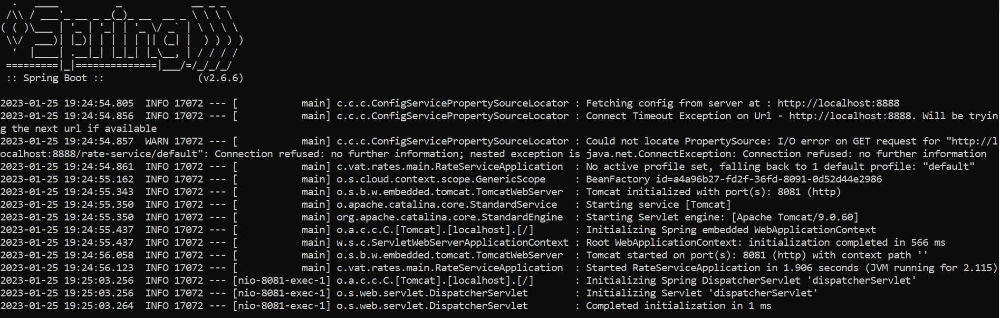 .   ____          _            __ _ _
 /\\ / ___'_ __ _ _(_)_ __  __ _ \ \ \ \
( ( )\___ | '_ | '_| | '_ \/ _` | \ \ \ \
 \\/  ___)| |_)| | | | | || (_| |  ) ) ) )
  '  |____| .__|_| |_|_| |_\__, | / / / /
 =========|_|==============|___/=/_/_/_/
 :: Spring Boot ::                (v2.6.6)
2023-01-25 19:24:54.805  INFO 17072 --- [           main] c.c.c.ConfigServicePropertySourceLocator : Fetching config from server at : http://localhost:8888
2023-01-25 19:24:54.856  INFO 17072 --- [           main] c.c.c.ConfigServicePropertySourceLocator : Connect Timeout Exception on Url - http://localhost:8888. Will be tryin
g the next url if available
2023-01-25 19:24:54.857  WARN 17072 --- [           main] c.c.c.ConfigServicePropertySourceLocator : Could not locate PropertySource: I/O error on GET request for "http://l
ocalhost:8888/rate-service/default": Connection refused: no further information; nested exception is java.net.ConnectException: Connection refused: no further information
2023-01-25 19:24:54.861  INFO 17072 --- [           main] c.vat.rates.main.RateServiceApplication  : No active profile set, falling back to 1 default profile: "default"
2023-01-25 19:24:55.162  INFO 17072 --- [           main] o.s.cloud.context.scope.GenericScope     : BeanFactory id=a4a96b27-fd2f-36fd-8091-0d52d44e2986
2023-01-25 19:24:55.343  INFO 17072 --- [           main] o.s.b.w.embedded.tomcat.TomcatWebServer  : Tomcat initialized with port(s): 8081 (http)
2023-01-25 19:24:55.350  INFO 17072 --- [           main] o.apache.catalina.core.StandardService   : Starting service [Tomcat]
2023-01-25 19:24:55.350  INFO 17072 --- [           main] org.apache.catalina.core.StandardEngine  : Starting Servlet engine: [Apache Tomcat/9.0.60]
2023-01-25 19:24:55.437  INFO 17072 --- [           main] o.a.c.c.C.[Tomcat].[localhost].[/]       : Initializing Spring embedded WebApplicationContext
2023-01-25 19:24:55.437  INFO 17072 --- [           main] w.s.c.ServletWebServerApplicationContext : Root WebApplicationContext: initialization completed in 566 ms
2023-01-25 19:24:56.058  INFO 17072 --- [           main] o.s.b.w.embedded.tomcat.TomcatWebServer  : Tomcat started on port(s): 8081 (http) with context path ''
2023-01-25 19:24:56.123  INFO 17072 --- [           main] c.vat.rates.main.RateServiceApplication  : Started RateServiceApplication in 1.906 seconds (JVM running for 2.115)
2023-01-25 19:25:03.256  INFO 17072 --- [nio-8081-exec-1] o.a.c.c.C.[Tomcat].[localhost].[/]       : Initializing Spring DispatcherServlet 'dispatcherServlet'
2023-01-25 19:25:03.256  INFO 17072 --- [nio-8081-exec-1] o.s.web.servlet.DispatcherServlet        : Initializing Servlet 'dispatcherServlet'
2023-01-25 19:25:03.264  INFO 17072 --- [nio-8081-exec-1] o.s.web.servlet.DispatcherServlet        : Completed initialization in 1 ms